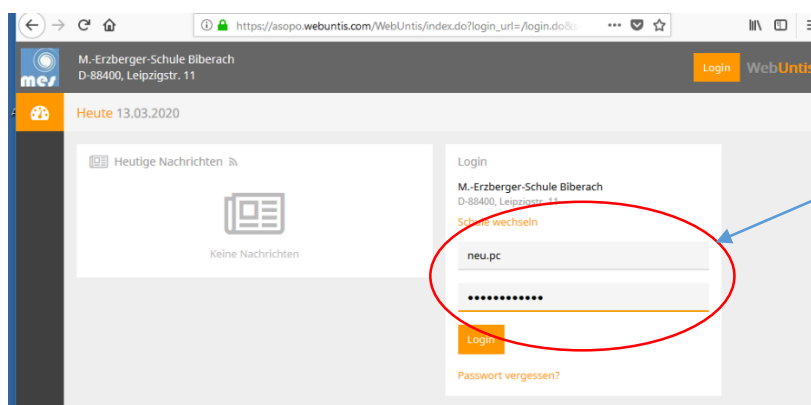 https://asopo.webuntis.com/WebUntis/index.do?login_url=/login.do
mes
M.-Erzberger-Schule Biberach
D-88400, Leipzigstr. 11
Login
WebUntis
Heute 13.03.2020
Heutige Nachrichten
Keine Nachrichten
Login
M.-Erzberger-Schule Biberach
D-88400, Leipzigstr. 11
Schule wechseln
neu.pc
••••••••••••
Login
Passwort vergessen?